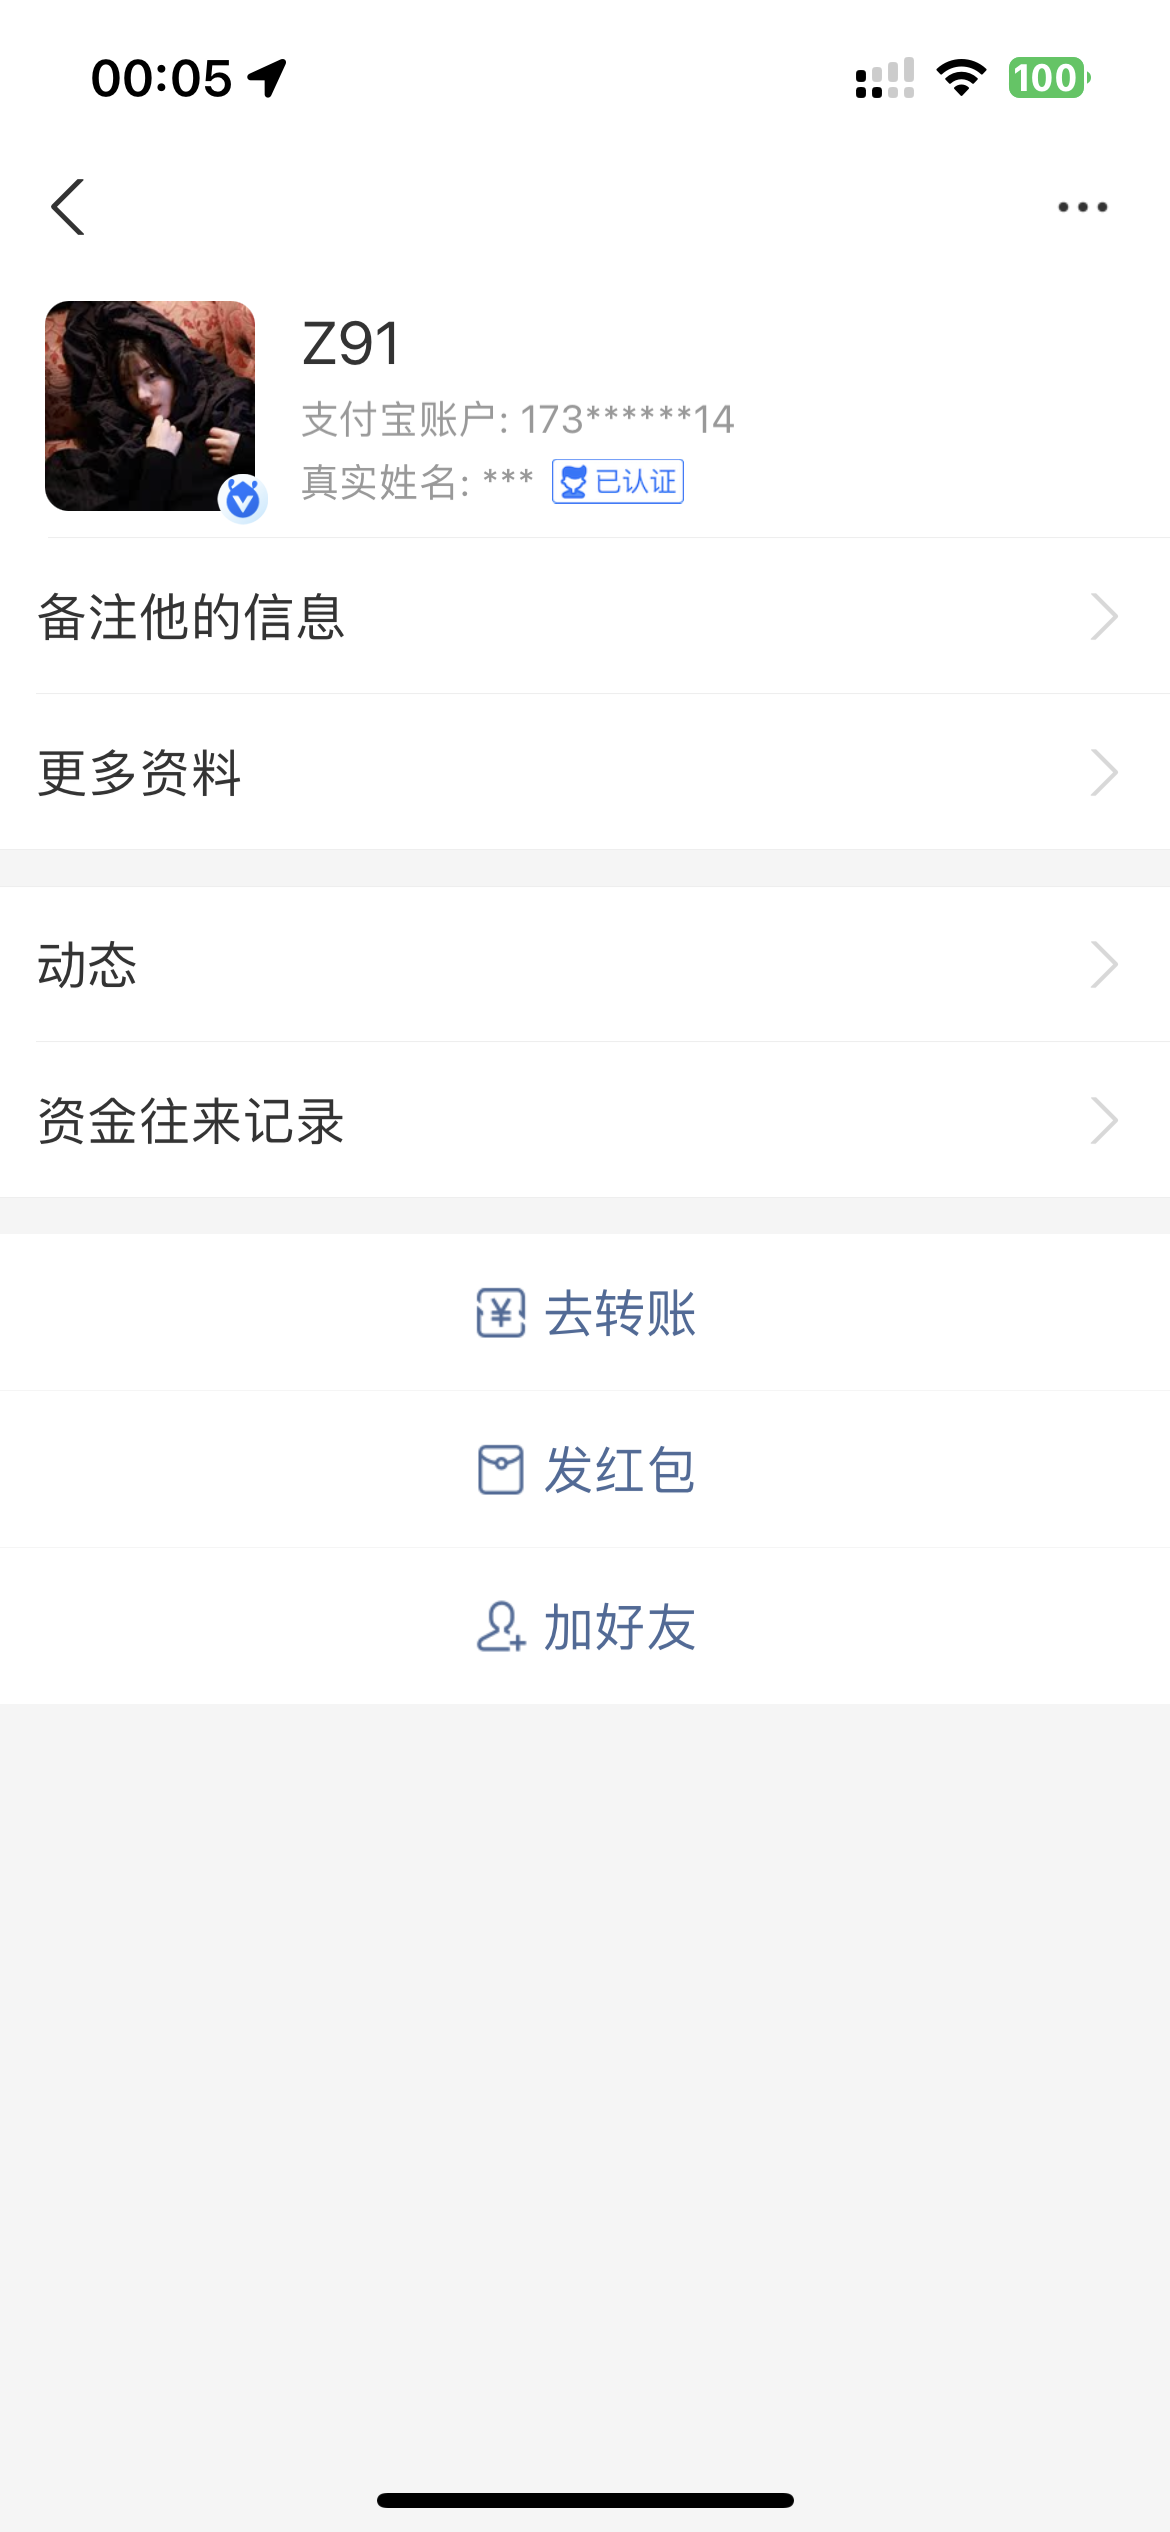 00:05
100
Z91
支付宝账户: 173******14
真实姓名: *** 已认证
备注他的信息
更多资料
动态
资金往来记录
去转账
发红包
加好友